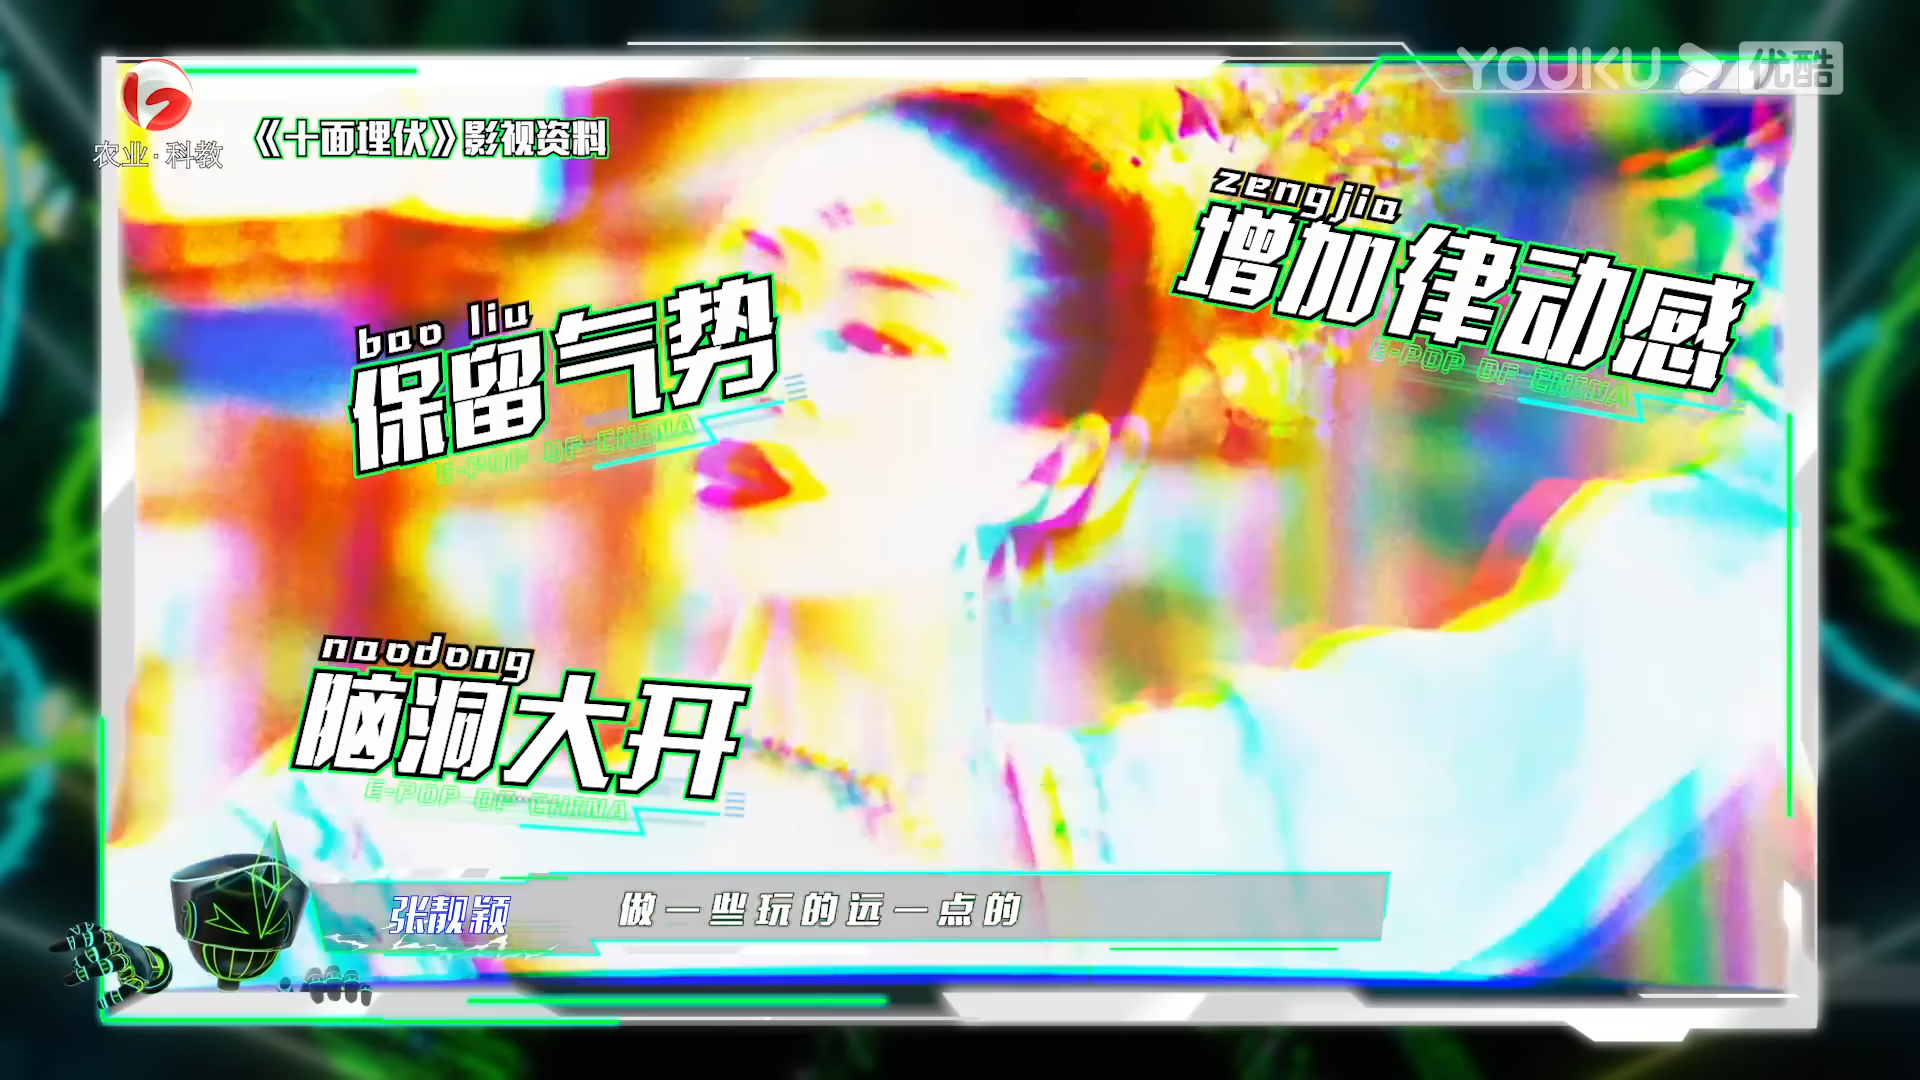 YOUKU 优酷
农业·科教
《十面埋伏》影视资料
zengjia
增加律动感
E-POP OF CHINA
bao liu
保留气势
E-POP OF CHINA
naodong
脑洞大开
E-POP OF CHINA
张靓颖 做一些玩的远一点的